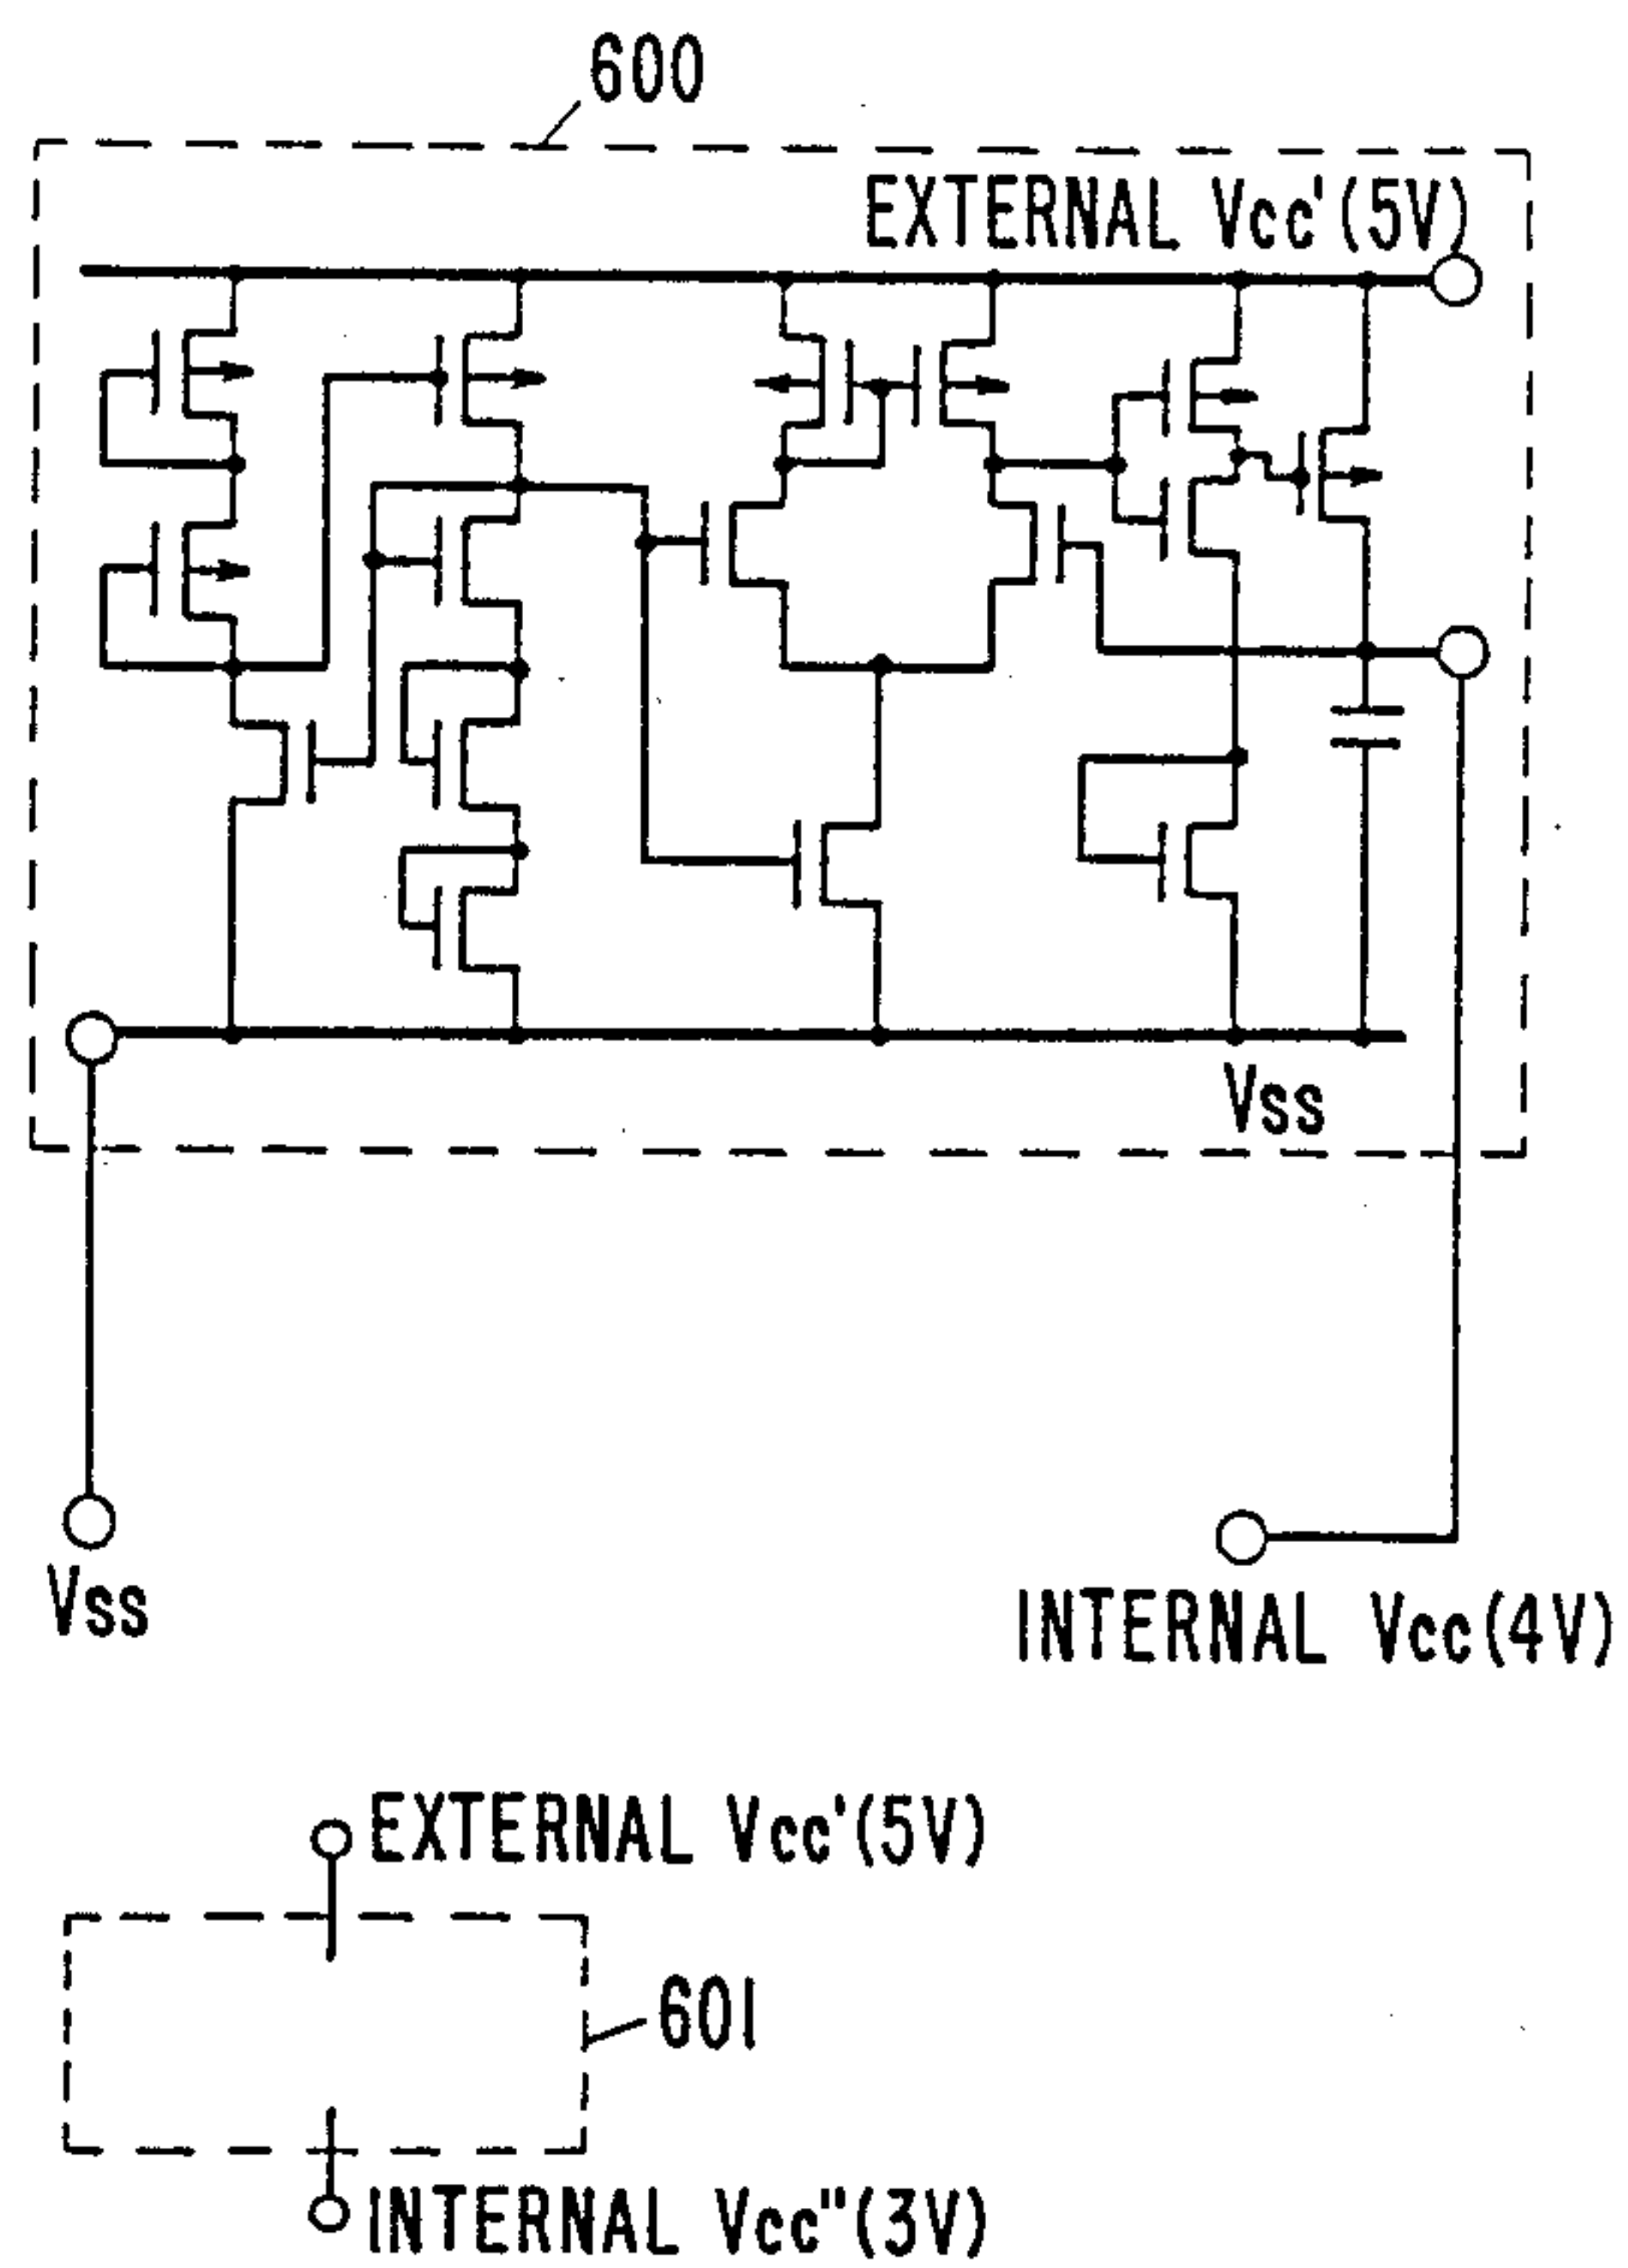 600
EXTERNAL Vcc'(5V)
Vss
Vss
INTERNAL Vcc(4V)
EXTERNAL Vcc'(5V)
601
INTERNAL Vcc"(3V)